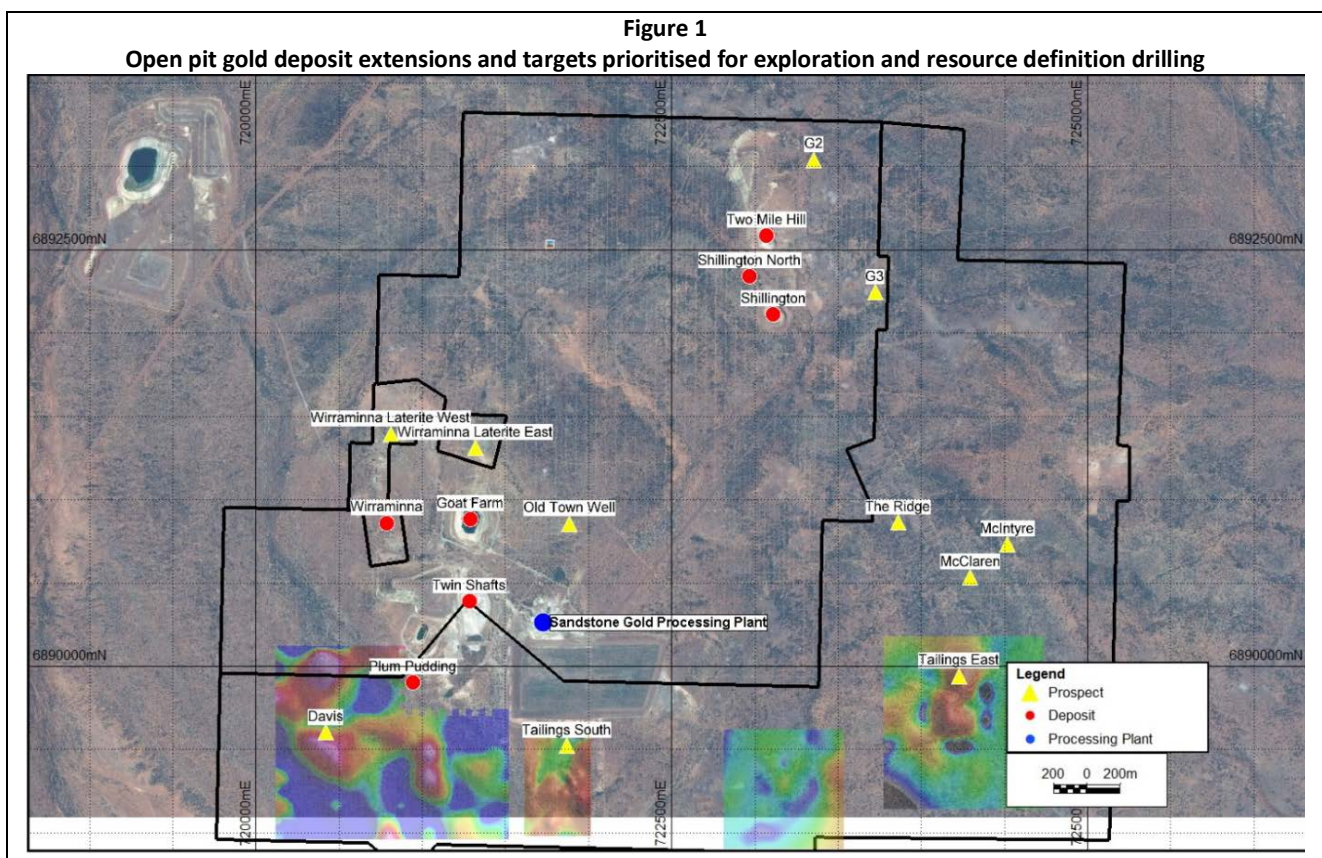 Figure 1
Open pit gold deposit extensions and targets prioritised for exploration and resource definition drilling
720000mE
722500mE
725000mE
G2
Two Mile Hill
6892500mN
6892500mN
Shillington North
G3
Shillington
Wirraminna Laterite West
Wirraminna Laterite East
Wirraminna
Goat Farm
Old Town Well
The Ridge
McIntyre
McClaren
Twin Shafts
Sandstone Gold Processing Plant
6890000mN
6890000mN
Plum Pudding
Tailings East
Davis
Tailings South
Legend
Prospect
Deposit
Processing Plant
200 0 200m
720000mE
722500mE